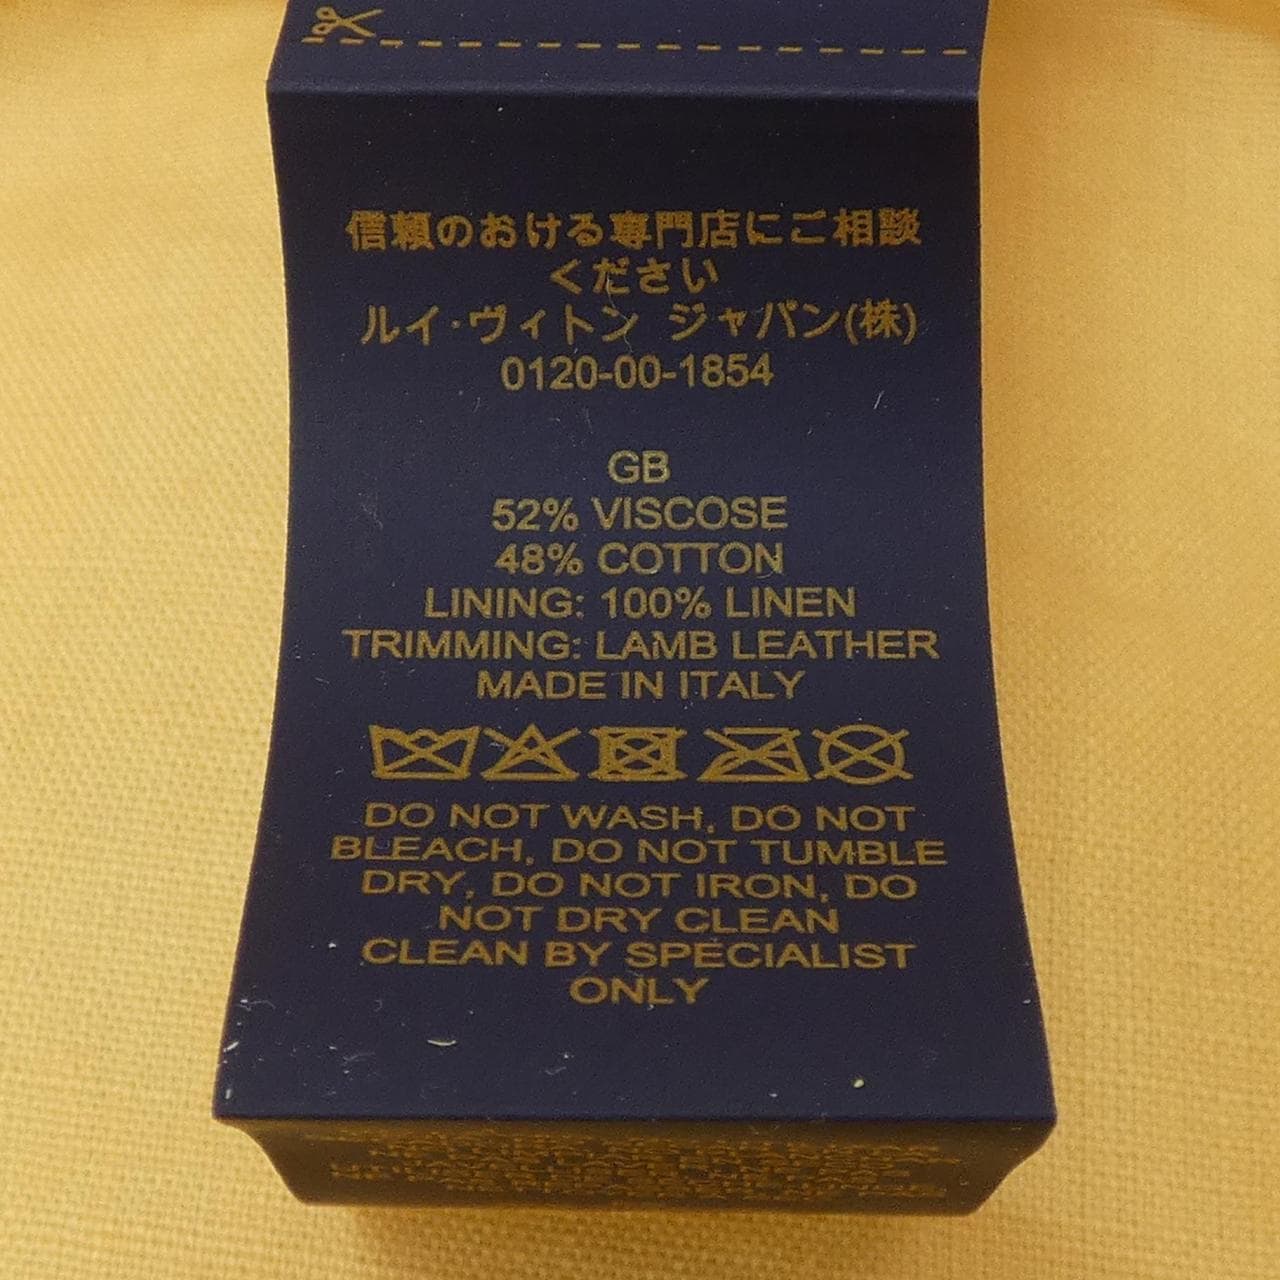 信頼のおける専門店にご相談
ください
ルイ･ヴィトン ジャパン(株)
0120-00-1854
GB
52% VISCOSE
48% COTTON
LINING: 100% LINEN
TRIMMING: LAMB LEATHER
MADE IN ITALY
DO NOT WASH, DO NOT
BLEACH, DO NOT TUMBLE
DRY, DO NOT IRON, DO
NOT DRY CLEAN
CLEAN BY SPECIALIST
ONLY